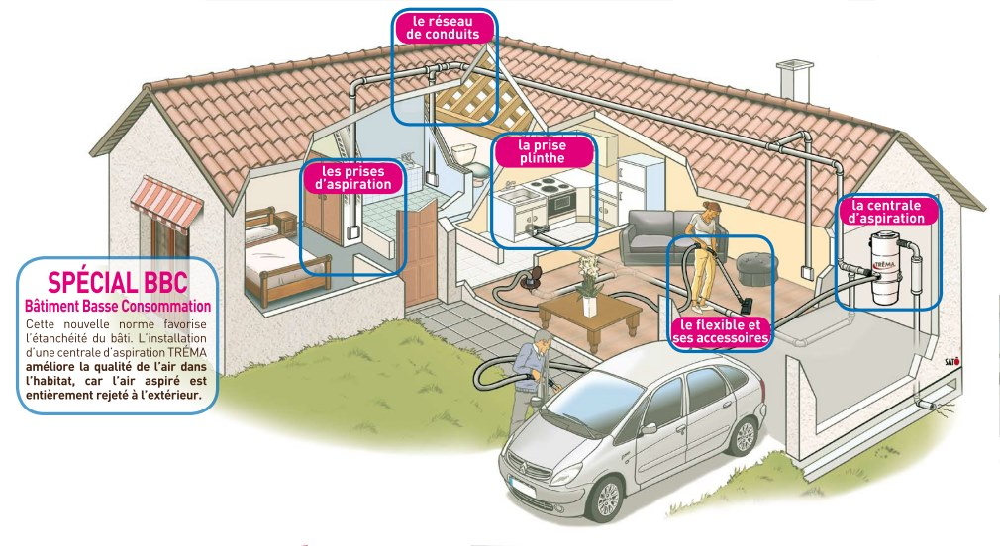 le réseau
de conduits
la prise
plinthe
les prises
d'aspiration
la centrale
d'aspiration
TRÉMA
SPÉCIAL BBC
Bâtiment Basse Consommation
Cette nouvelle norme favorise
l'étanchéité du bâti. L'installation
d'une centrale d'aspiration TRÉMA
améliore la qualité de l'air dans
l'habitat, car l'air aspiré est
entièrement rejeté à l'extérieur.
le flexible et
ses accessoires
SATO